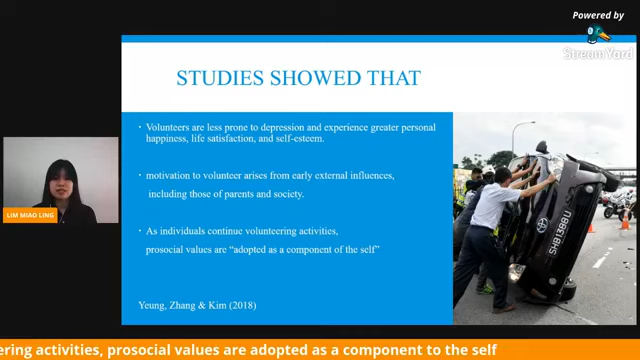 Powered by
StreamYard
STUDIES SHOWED THAT
• Volunteers are less prone to depression and experience greater personal
happiness, life satisfaction, and self-esteem.
• motivation to volunteer arises from early external influences,
including those of parents and society.
• As individuals continue volunteering activities,
prosocial values are “adopted as a component of the self”
Yeung, Zhang & Kim (2018)
SHB1388U
LIM MIAO LING
ering activities, prosocial values are adopted as a component to the self